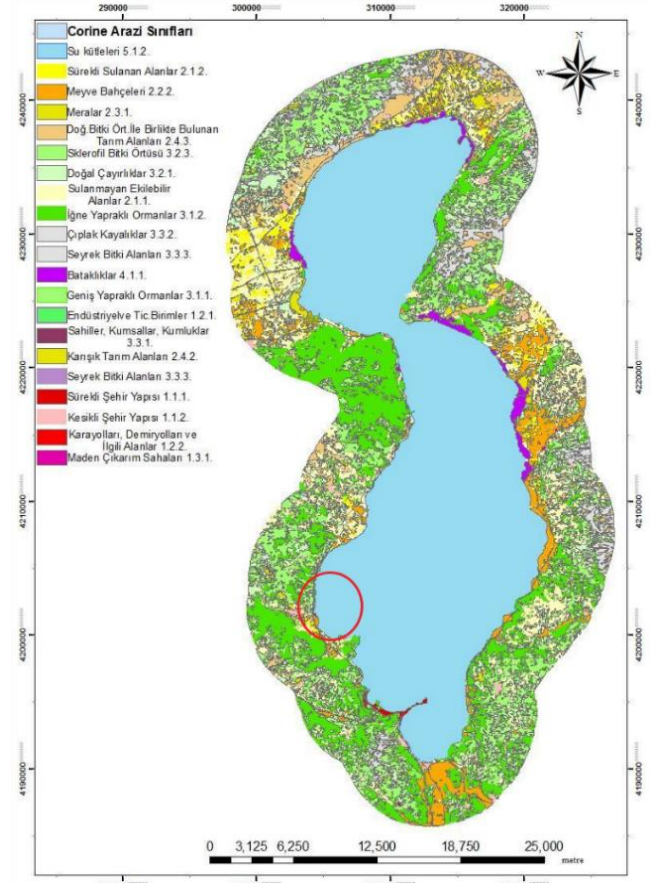 290000 300000 310000 320000
Corine Arazi Sınıfları
Su kütleleri 5.1.2.
Sürekli Sulanan Alanlar 2.1.2.
Meyve Bahçeleri 2.2.2.
Meralar 2.3.1.
Doğ.Bitki Ört.İle Birlikte Bulunan
Tarım Alanları 2.4.3.
Sklerofil Bitki Örtüsü 3.2.3.
Doğal Çayırlıklar 3.2.1.
Sulanmayan Ekilebilir
Alanlar 2.1.1.
İğne Yapraklı Ormanlar 3.1.2.
Çıplak Kayalıklar 3.3.2.
Seyrek Bitki Alanları 3.3.3.
Bataklıklar 4.1.1.
Geniş Yapraklı Ormanlar 3.1.1.
Endüstriyelve Tic.Birimler 1.2.1.
Sahiller, Kumsallar, Kumluklar
3.3.1.
Karışık Tarım Alanları 2.4.2.
Seyrek Bitki Alanları 3.3.3.
Sürekli Şehir Yapısı 1.1.1.
Kesikli Şehir Yapısı 1.1.2.
Karayolları, Demiryolları ve
İlgili Alanlar 1.2.2.
Maden Çıkarım Sahaları 1.3.1.
N
W E
S
4240000 4240000
4230000 4230000
4220000 4220000
4210000 4210000
4200000 4200000
4190000 4190000
0 3,125 6,250 12,500 18,750 25,000
metre